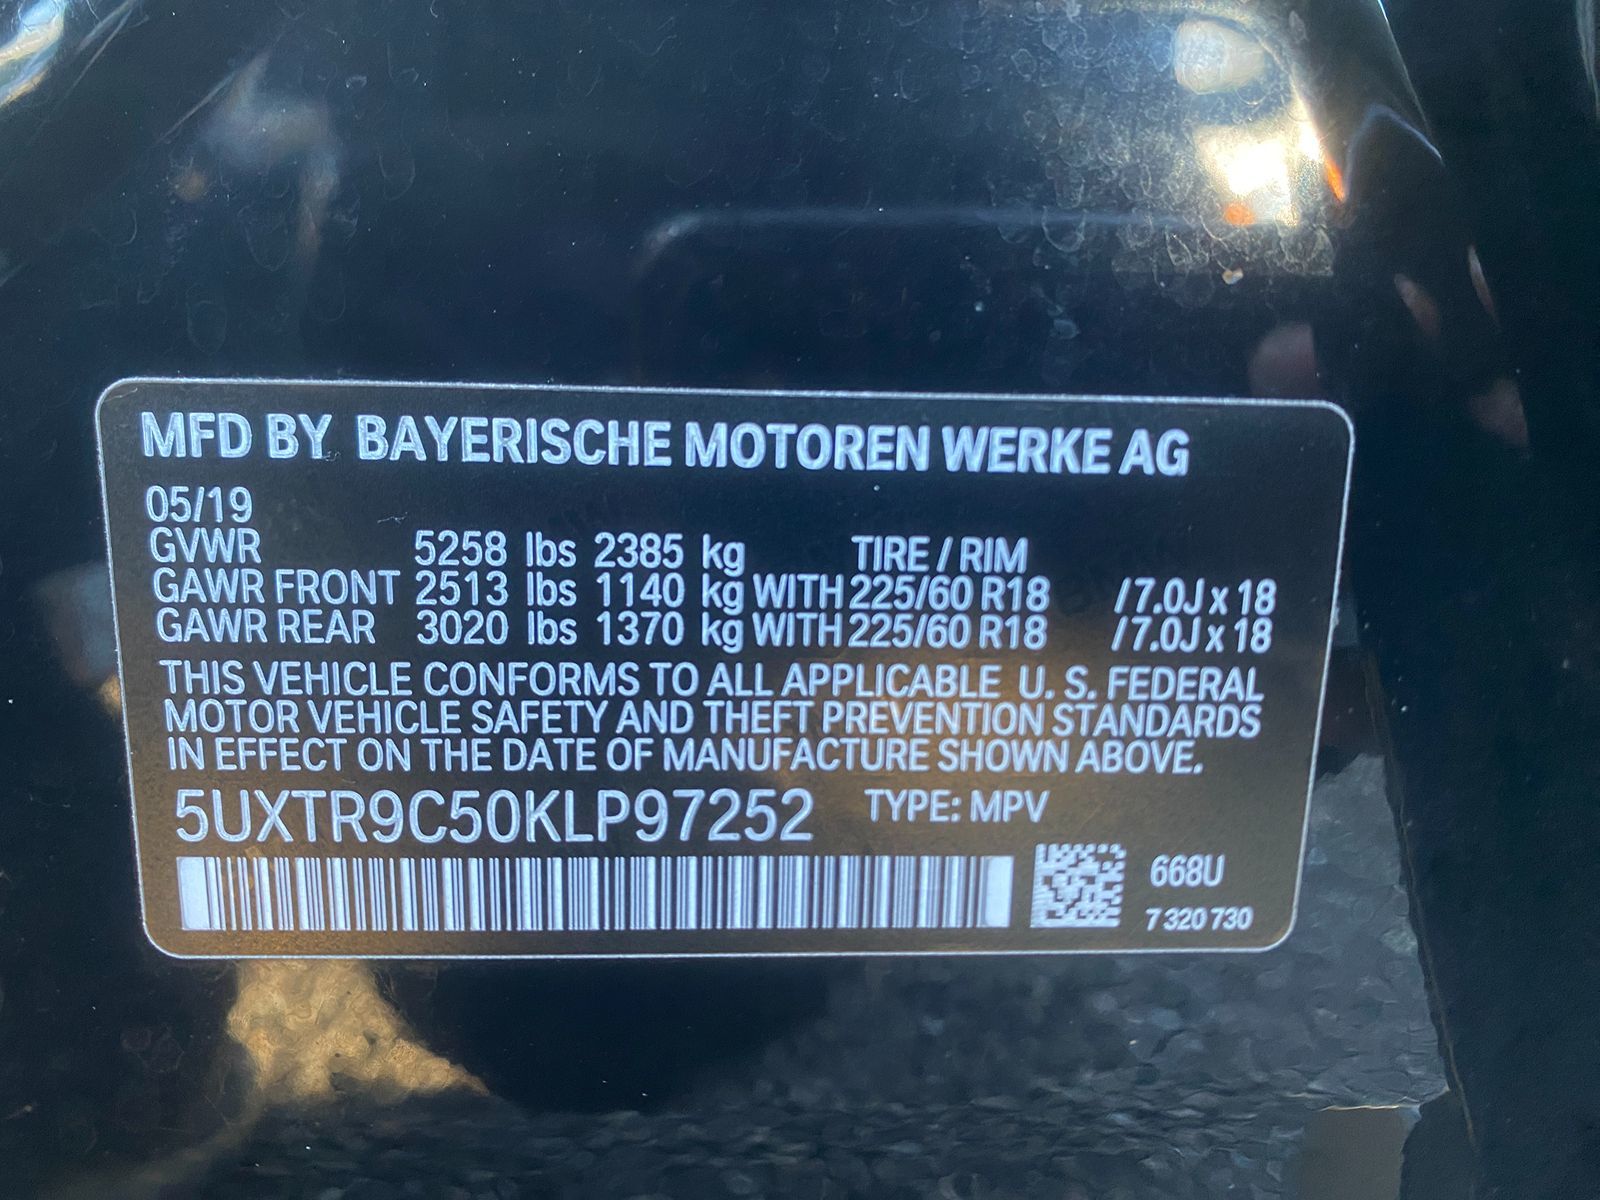 MFD BY BAYERISCHE MOTOREN WERKE AG
05/19
GVWR 5258 lbs 2385 kg TIRE / RIM
GAWR FRONT 2513 lbs 1140 kg WITH 225/60 R18 /7.0J x 18
GAWR REAR 3020 lbs 1370 kg WITH 225/60 R18 /7.0J x 18
THIS VEHICLE CONFORMS TO ALL APPLICABLE U. S. FEDERAL
MOTOR VEHICLE SAFETY AND THEFT PREVENTION STANDARDS
IN EFFECT ON THE DATE OF MANUFACTURE SHOWN ABOVE.
5UXTR9C50KLP97252 TYPE: MPV
668U
7 320 730